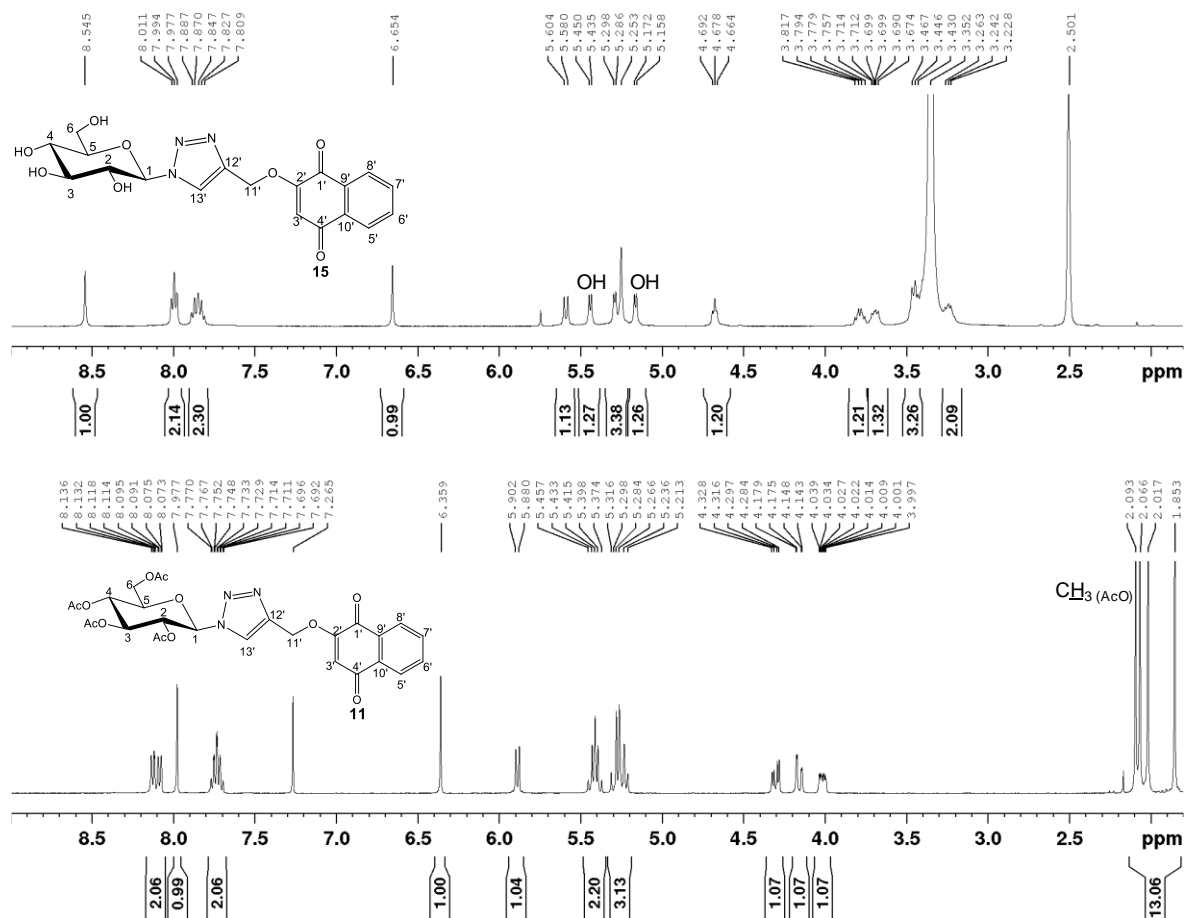 8.545 8.011 7.994 7.977 7.887 7.870 7.847 7.827 7.809 6.654 5.604 5.580 5.450 5.435 5.298 5.286 5.253 5.172 5.158 4.692 4.678 4.664 3.817 3.794 3.779 3.757 3.714 3.712 3.699 3.699 3.690 3.674 3.467 3.446 3.430 3.352 3.263 3.242 3.228 2.501
6 OH
4 O 5 N N N O 8'
HO 2 12' 1' 9' 7'
HO 1 N O 2'
3 OH 13' 11' 3' 4' 10' 6'
O 5'
15
OH OH
8.5 8.0 7.5 7.0 6.5 6.0 5.5 5.0 4.5 4.0 3.5 3.0 2.5 ppm
1.00 2.14 2.30 0.99 1.13 1.27 3.38 1.26 1.20 1.21 1.32 3.26 2.09
8.136 8.132 8.118 8.114 8.095 8.091 8.075 8.073 7.977 7.770 7.767 7.752 7.748 7.733 7.729 7.714 7.711 7.696 7.692 7.265 6.359 5.902 5.880 5.457 5.433 5.415 5.398 5.374 5.316 5.298 5.284 5.266 5.236 5.213 4.328 4.316 4.297 4.284 4.179 4.175 4.148 4.143 4.039 4.034 4.027 4.022 4.014 4.009 4.001 3.997 2.093 2.066 2.017 1.853
6 OAc
4 O 5 N N N O 8'
AcO 2 12' 1' 9' 7'
AcO 1 N O 2'
3 AcO 13' 11' 3' 4' 10' 6'
O 5'
11
CH3 (AcO)
8.5 8.0 7.5 7.0 6.5 6.0 5.5 5.0 4.5 4.0 3.5 3.0 2.5 ppm
2.06 0.99 2.06 1.00 1.04 2.20 3.13 1.07 1.07 1.07 13.06